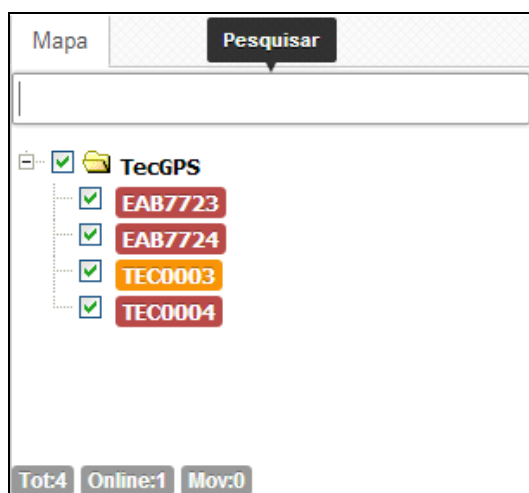 Mapa Pesquisar
TecGPS
EAB7723
EAB7724
TEC0003
TEC0004
Tot:4 Online:1 Mov:0